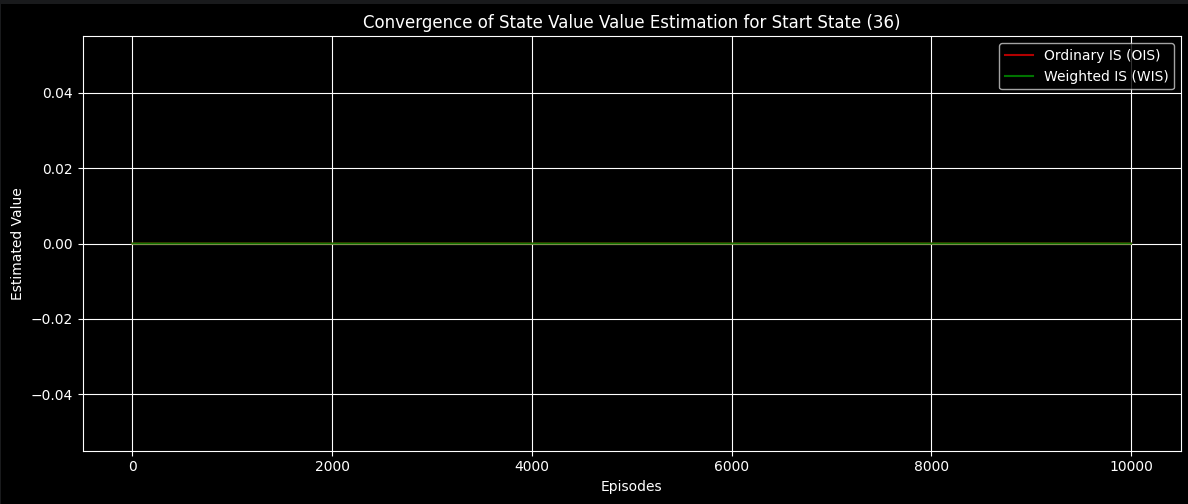 Convergence of State Value Value Estimation for Start State (36)
Ordinary IS (OIS)
Weighted IS (WIS)
Estimated Value
0.04
0.02
0.00
−0.02
−0.04
0 2000 4000 6000 8000 10000
Episodes